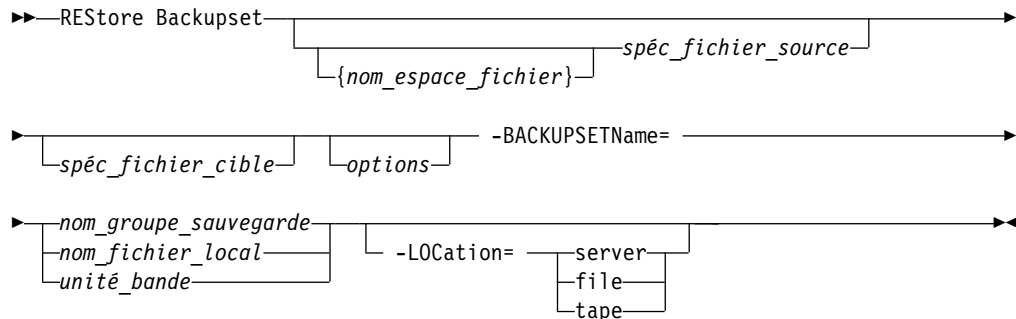 REStore Backupset
spéc_fichier_source
{nom_espace_fichier}
-BACKUPSETName=
spéc_fichier_cible
options
nom_groupe_sauvegarde
nom_fichier_local
unité_bande
-LOCation=
server
file
tape